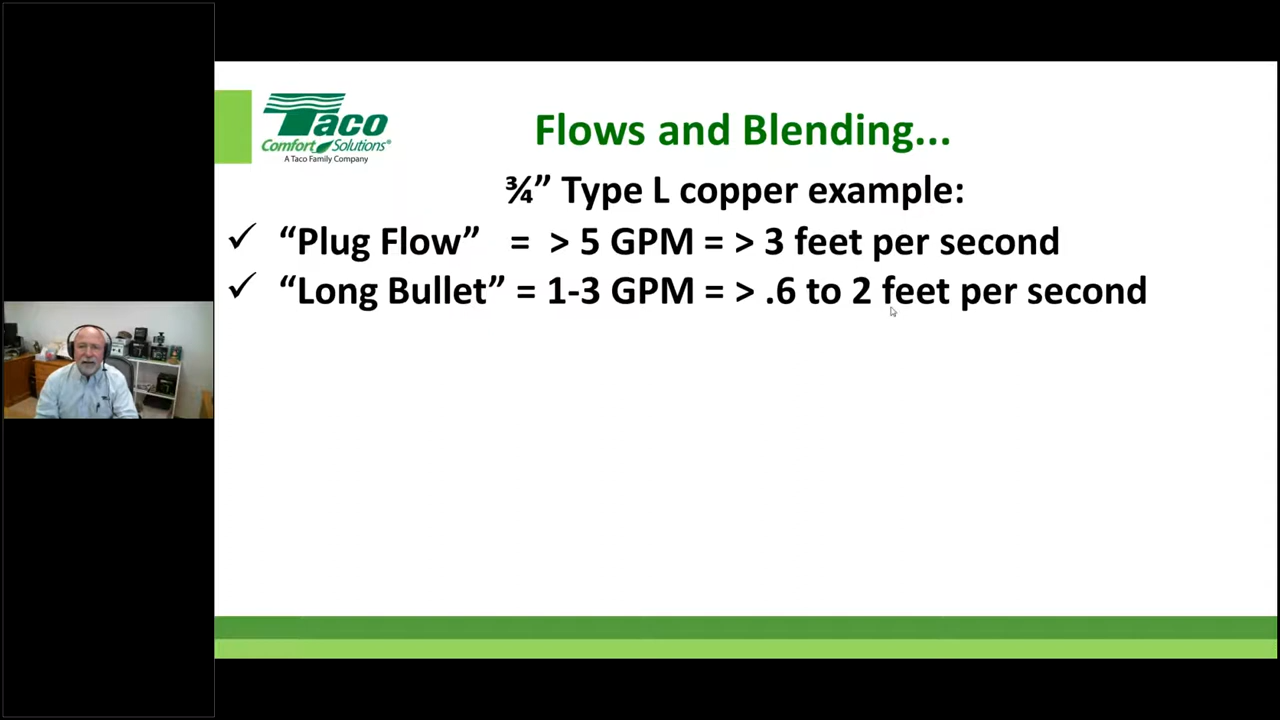 Taco
Comfort Solutions®
A Taco Family Company
Flows and Blending...
¾” Type L copper example:
✓ “Plug Flow” = > 5 GPM = > 3 feet per second
✓ “Long Bullet” = 1-3 GPM = > .6 to 2 feet per second